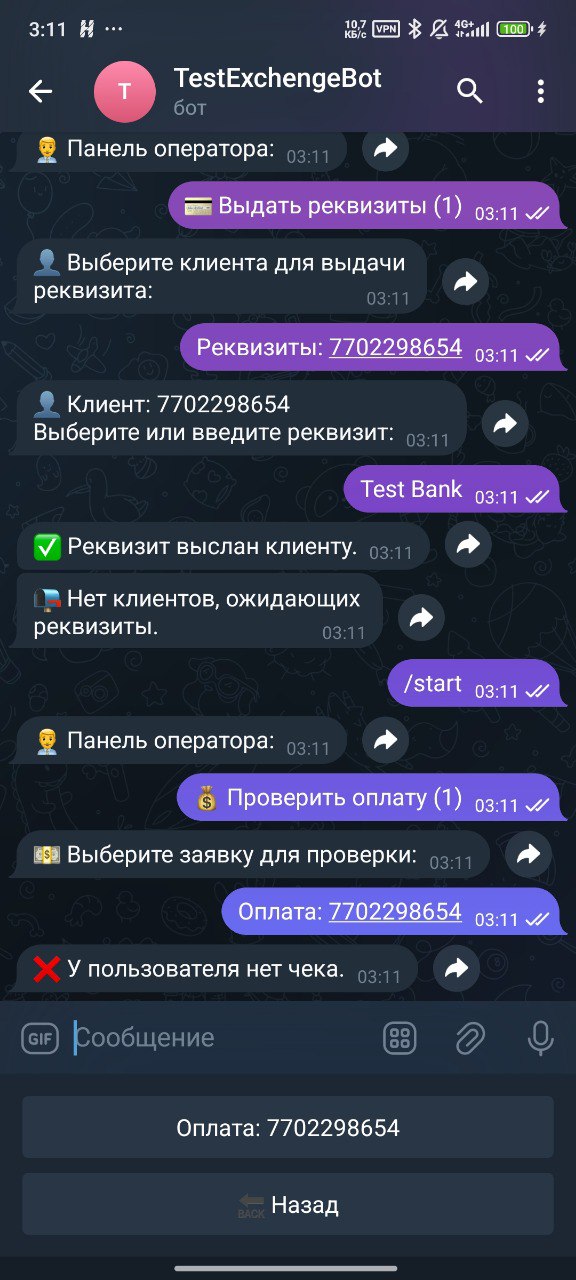 3:11
10,7 КБ/с VPN 4G+ 100
T
TestExchengeBot
бот
Панель оператора: 03:11
Выдать реквизиты (1) 03:11
Выберите клиента для выдачи
реквизита: 03:11
Реквизиты: 7702298654 03:11
Клиент: 7702298654
Выберите или введите реквизит: 03:11
Test Bank 03:11
Реквизит выслан клиенту. 03:11
Нет клиентов, ожидающих
реквизиты. 03:11
/start 03:11
Панель оператора: 03:11
Проверить оплату (1) 03:11
Выберите заявку для проверки: 03:11
Оплата: 7702298654 03:11
У пользователя нет чека. 03:11
GIF Сообщение
Оплата: 7702298654
BACK Назад